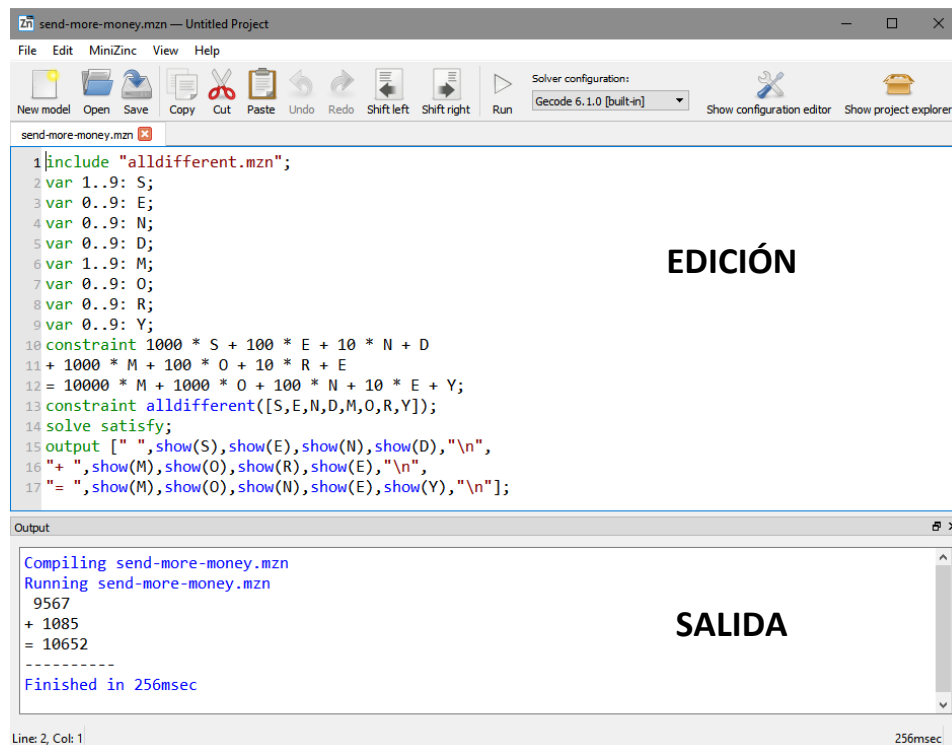 send-more-money.mzn — Untitled Project
File Edit MiniZinc View Help
New model Open Save Copy Cut Paste Undo Redo Shift left Shift right Run Solver configuration: Gecode 6.1.0 [built-in] Show configuration editor Show project explorer
send-more-money.mzn
1 include "alldifferent.mzn";
2 var 1..9: S;
3 var 0..9: E;
4 var 0..9: N;
5 var 0..9: D;
6 var 1..9: M;
7 var 0..9: O;
8 var 0..9: R;
9 var 0..9: Y;
10 constraint 1000 * S + 100 * E + 10 * N + D
11 + 1000 * M + 100 * O + 10 * R + E
12 = 10000 * M + 1000 * O + 100 * N + 10 * E + Y;
13 constraint alldifferent([S,E,N,D,M,O,R,Y]);
14 solve satisfy;
15 output [" ",show(S),show(E),show(N),show(D),"\n",
16 "+ ",show(M),show(O),show(R),show(E),"\n",
17 "= ",show(M),show(O),show(N),show(E),show(Y),"\n"];
EDICIÓN
Output
Compiling send-more-money.mzn
Running send-more-money.mzn
9567
+ 1085
= 10652
----------
Finished in 256msec
SALIDA
Line: 2, Col: 1
256msec